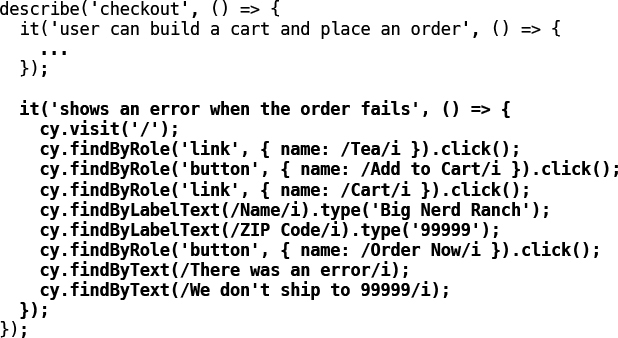 describe('checkout', () => {
  it('user can build a cart and place an order', () => {
    ...
  });

  it('shows an error when the order fails', () => {
    cy.visit('/');
    cy.findByRole('link', { name: /Tea/i }).click();
    cy.findByRole('button', { name: /Add to Cart/i }).click();
    cy.findByRole('link', { name: /Cart/i }).click();
    cy.findByLabelText(/Name/i).type('Big Nerd Ranch');
    cy.findByLabelText(/ZIP Code/i).type('99999');
    cy.findByRole('button', { name: /Order Now/i }).click();
    cy.findByText(/There was an error/i);
    cy.findByText(/We don't ship to 99999/i);
  });
});